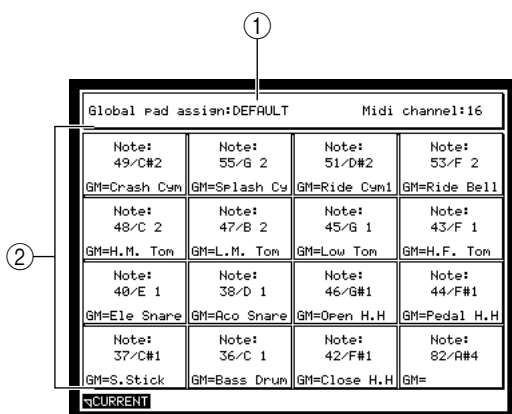 ①
Global pad assign:DEFAULT Midi channel:16
②
Note: Note: Note: Note:
49/C#2 55/G 2 51/D#2 53/F 2
GM=Crash Cym GM=Splash Cy GM=Ride Cym1 GM=Ride Bell
Note: Note: Note: Note:
48/C 2 47/B 2 45/G 1 43/F 1
GM=H.M. Tom GM=L.M. Tom GM=Low Tom GM=H.F. Tom
Note: Note: Note: Note:
40/E 1 38/D 1 46/G#1 44/F#1
GM=Ele Snare GM=Aco Snare GM=Open H.H GM=Pedal H.H
Note: Note: Note: Note:
37/C#1 36/C 1 42/F#1 82/A#4
GM=S.Stick GM=Bass Drum GM=Close H.H GM=
CURRENT